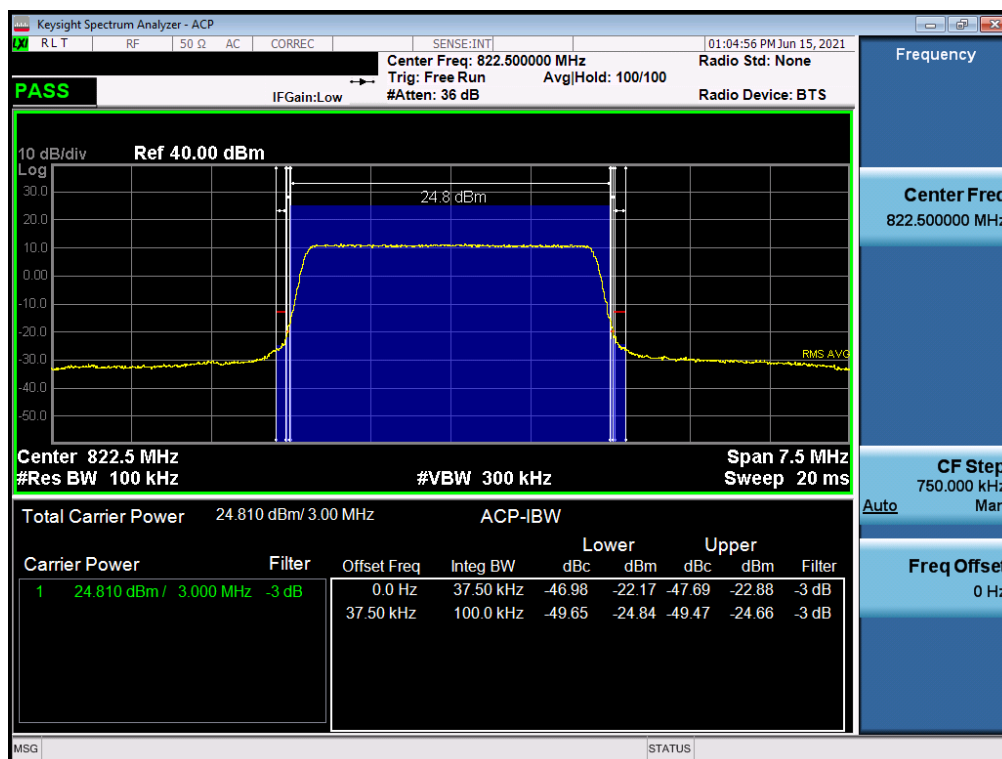 Keysight Spectrum Analyzer - ACP
LXI RLT RF 50 Ω AC CORREC SENSE:INT 01:04:56 PM Jun 15, 2021
Center Freq: 822.500000 MHz Radio Std: None
Trig: Free Run Avg|Hold: 100/100
PASS IFGain:Low #Atten: 36 dB Radio Device: BTS
10 dB/div Ref 40.00 dBm
Log
30.0
24.8 dBm
20.0
10.0
0.00
-10.0
-20.0
-30.0 RMS AVG
-40.0
-50.0
Center 822.5 MHz Span 7.5 MHz
#Res BW 100 kHz #VBW 300 kHz Sweep 20 ms
Total Carrier Power 24.810 dBm/ 3.00 MHz ACP-IBW
Lower Upper
Carrier Power Filter Offset Freq Integ BW dBc dBm dBc dBm Filter
1 24.810 dBm / 3.000 MHz -3 dB 0.0 Hz 37.50 kHz -46.98 -22.17 -47.69 -22.88 -3 dB
37.50 kHz 100.0 kHz -49.65 -24.84 -49.47 -24.66 -3 dB
MSG STATUS
Frequency
Center Freq
822.500000 MHz
CF Step
750.000 kHz
Auto Man
Freq Offset
0 Hz